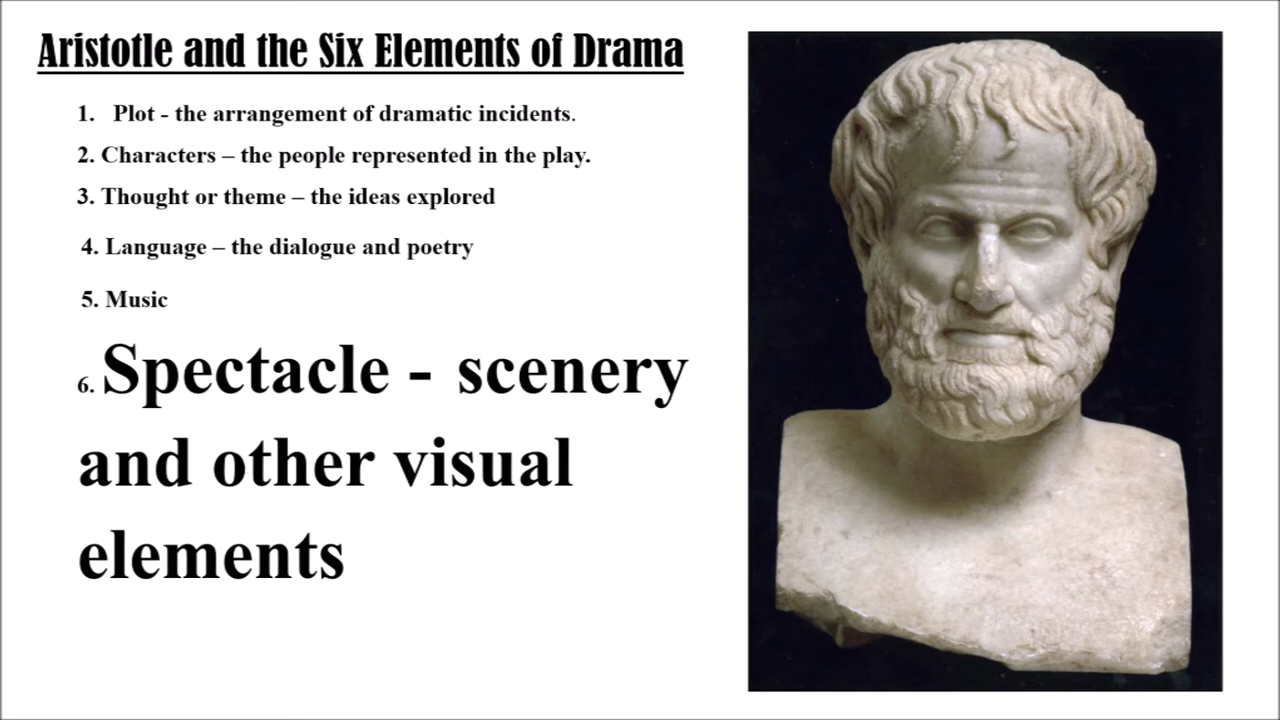 Aristotle and the Six Elements of Drama
1. Plot - the arrangement of dramatic incidents.
2. Characters – the people represented in the play.
3. Thought or theme – the ideas explored
4. Language – the dialogue and poetry
5. Music
6. Spectacle - scenery
and other visual
elements